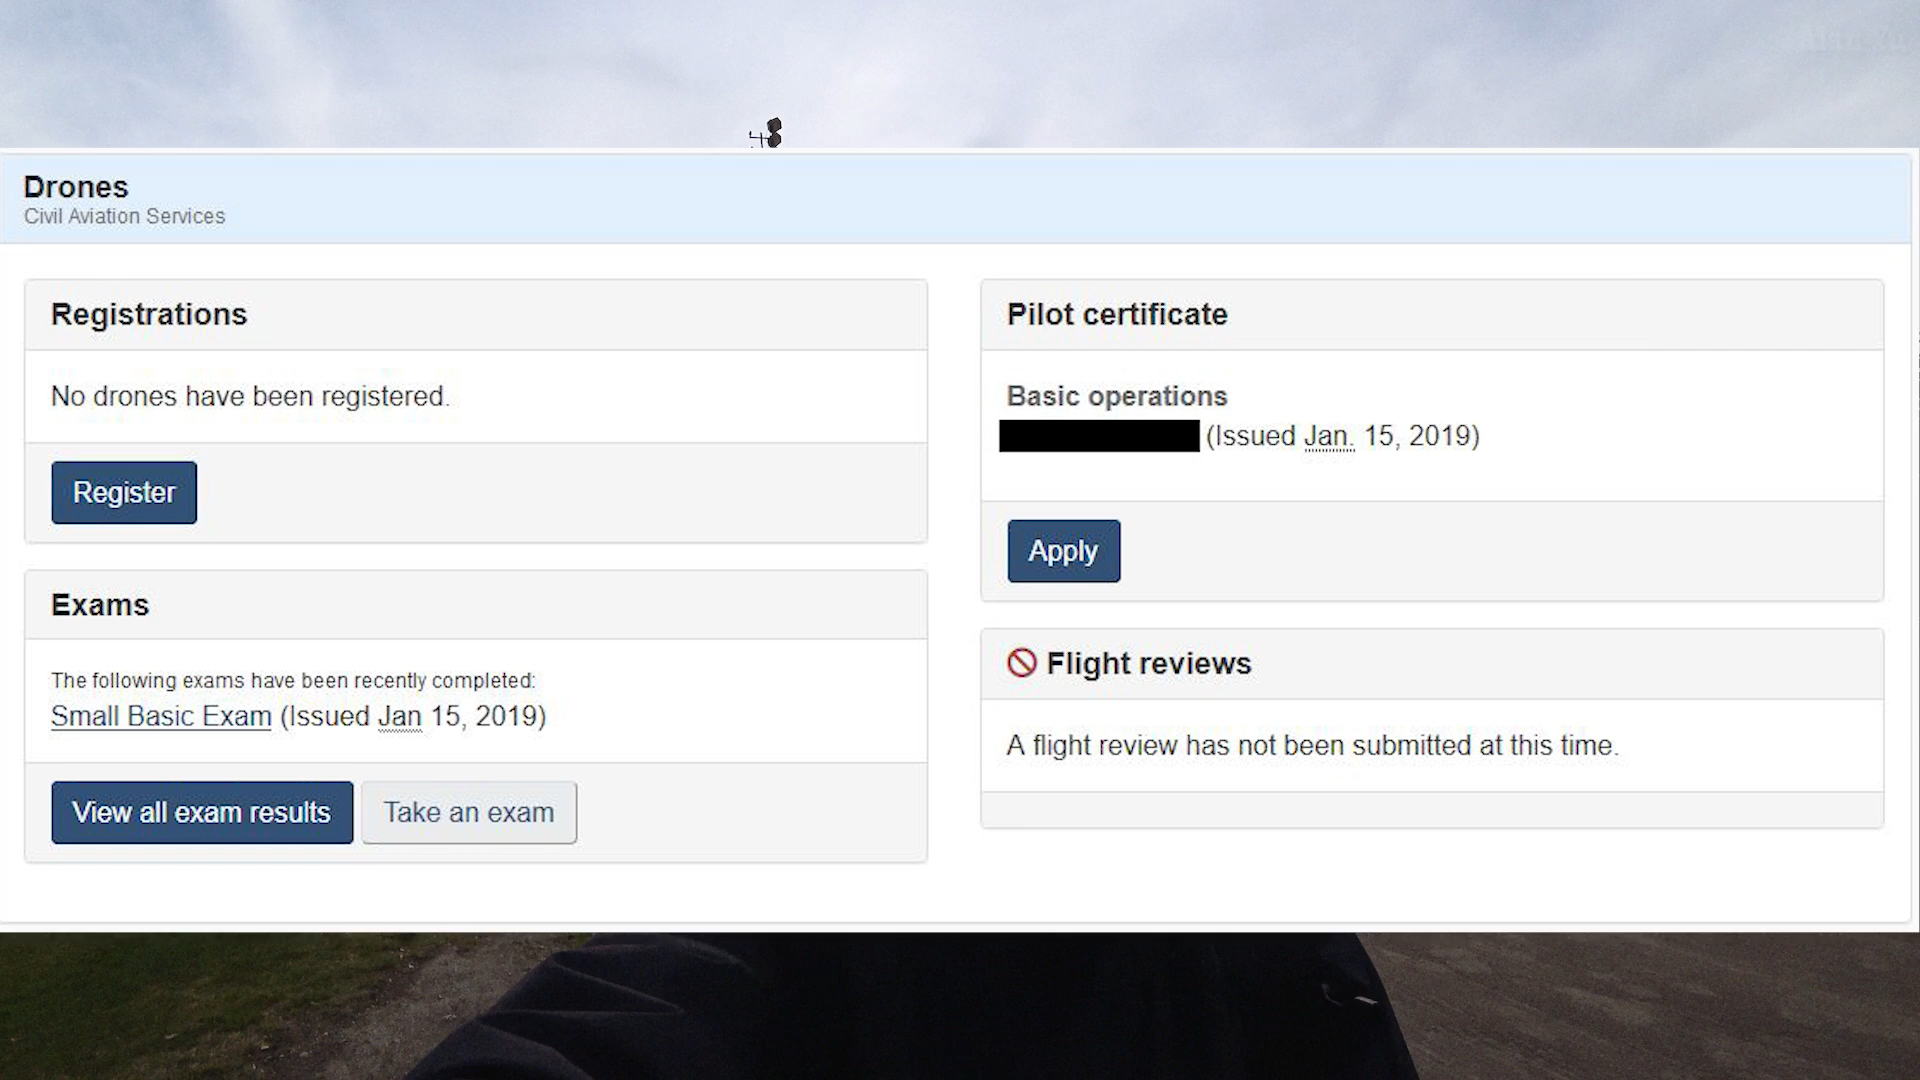 Drones
Civil Aviation Services
Registrations
No drones have been registered.
Register
Exams
The following exams have been recently completed:
Small Basic Exam (Issued Jan 15, 2019)
View all exam results Take an exam
Pilot certificate
Basic operations
(Issued Jan. 15, 2019)
Apply
Flight reviews
A flight review has not been submitted at this time.